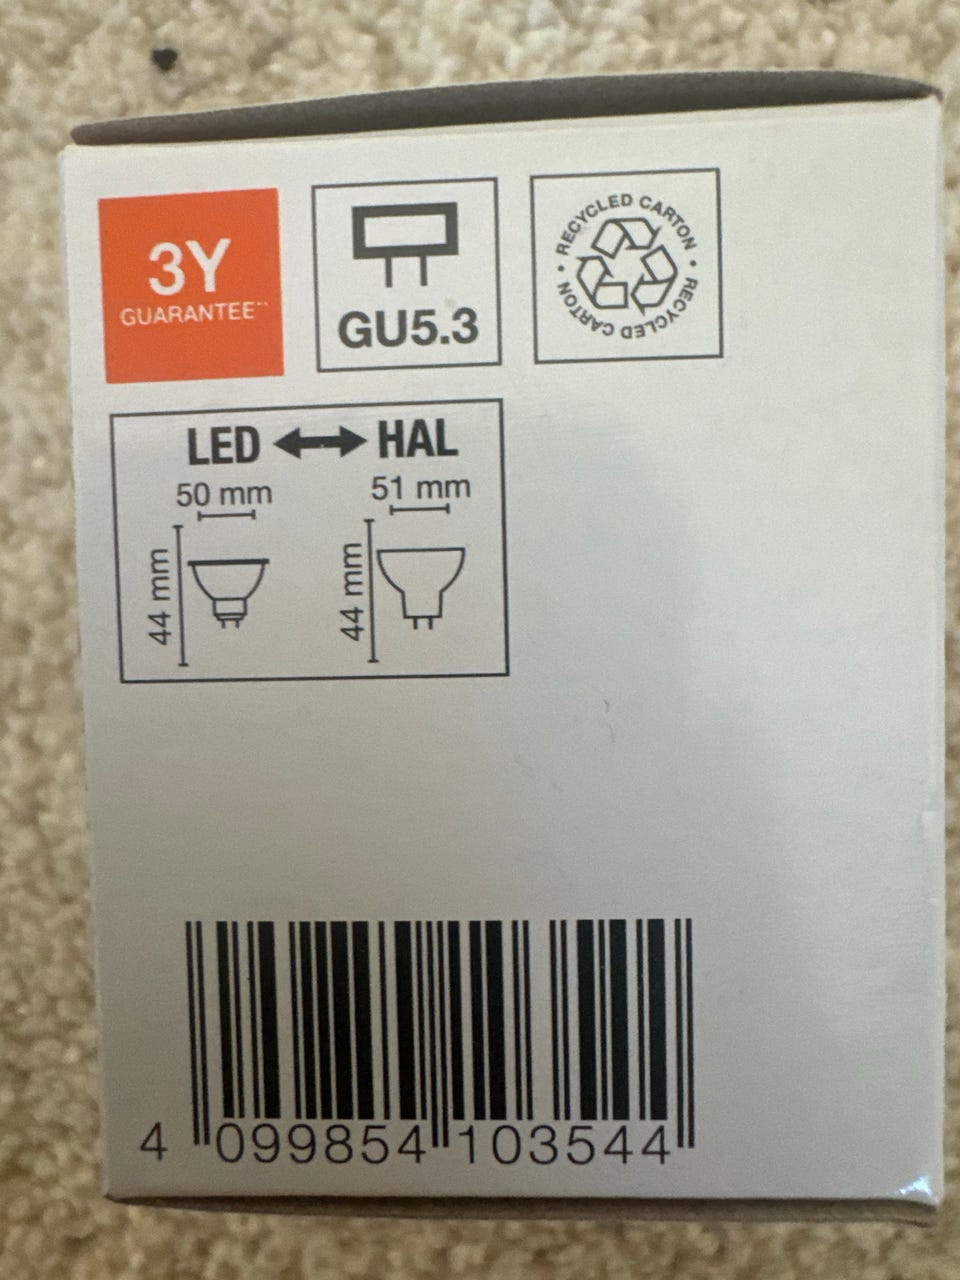 3Y
GUARANTEE**
GU5.3
RECYCLED CARTON • RECYCLED CARTON •
LED HAL
50 mm 51 mm
44 mm 44 mm
4 099854 103544